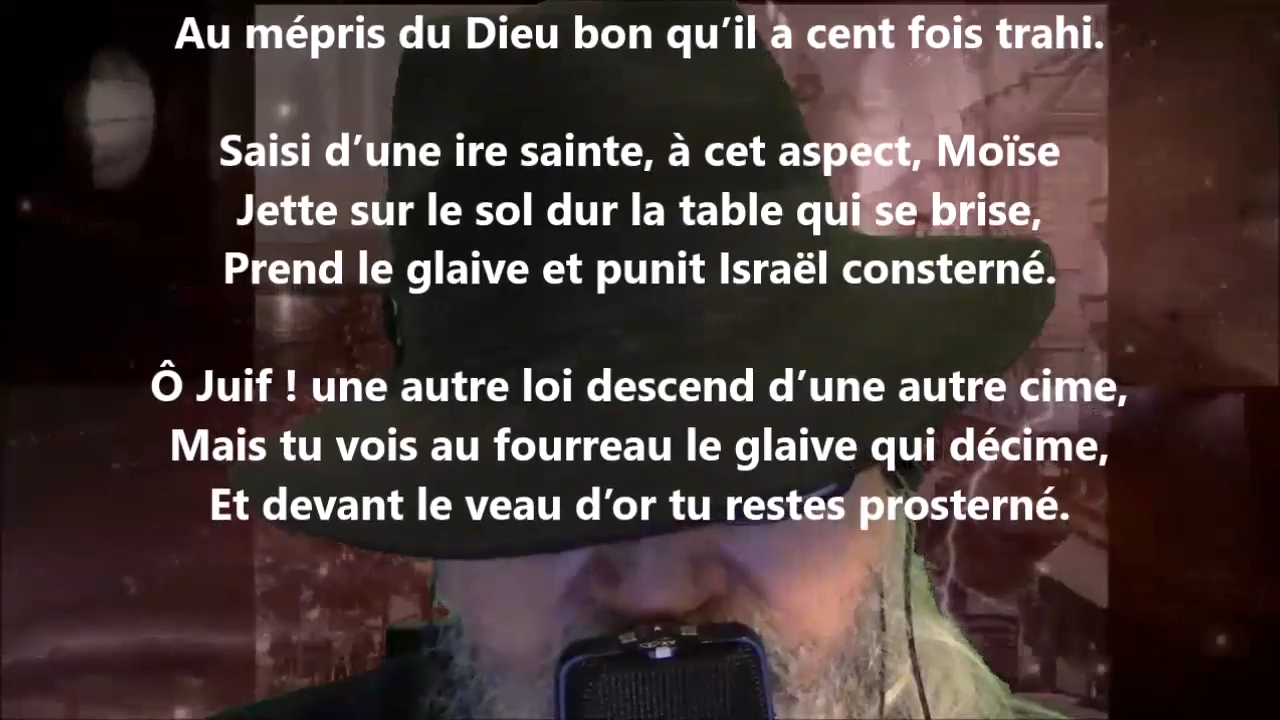 Au mépris du Dieu bon qu’il a cent fois trahi.
Saisi d’une ire sainte, à cet aspect, Moïse
Jette sur le sol dur la table qui se brise,
Prend le glaive et punit Israël consterné.
Ô Juif ! une autre loi descend d’une autre cime,
Mais tu vois au fourreau le glaive qui décime,
Et devant le veau d’or tu restes prosterné.